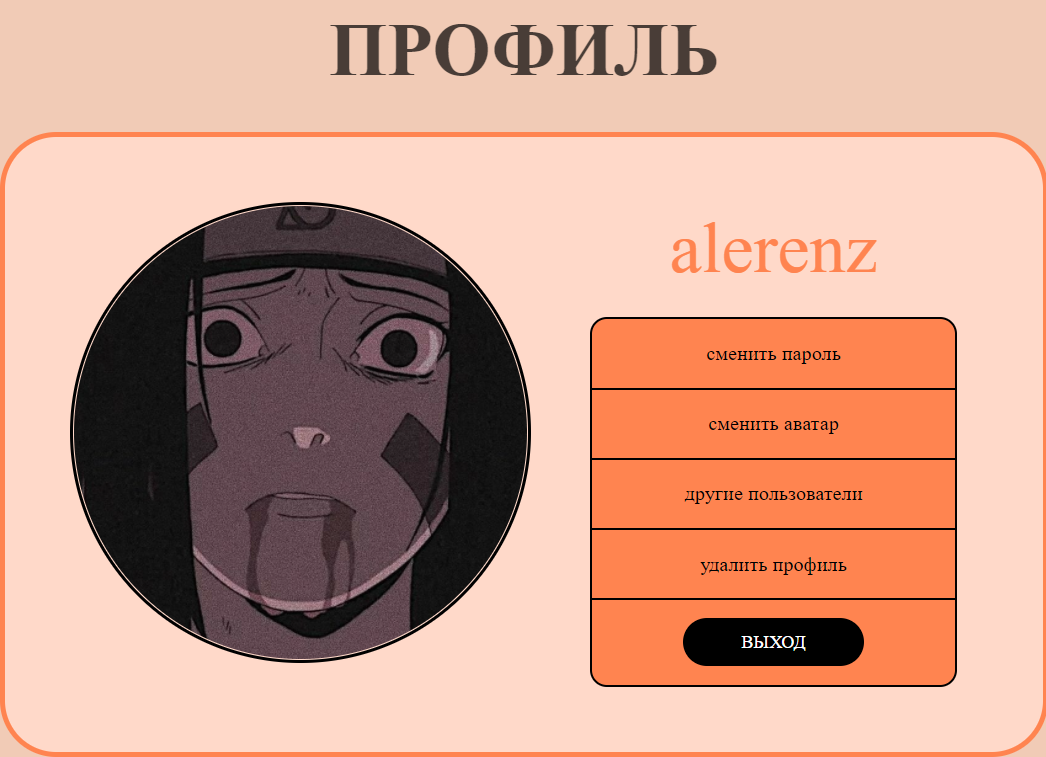 ПРОФИЛЬ
alerenz
сменить пароль
сменить аватар
другие пользователи
удалить профиль
ВЫХОД